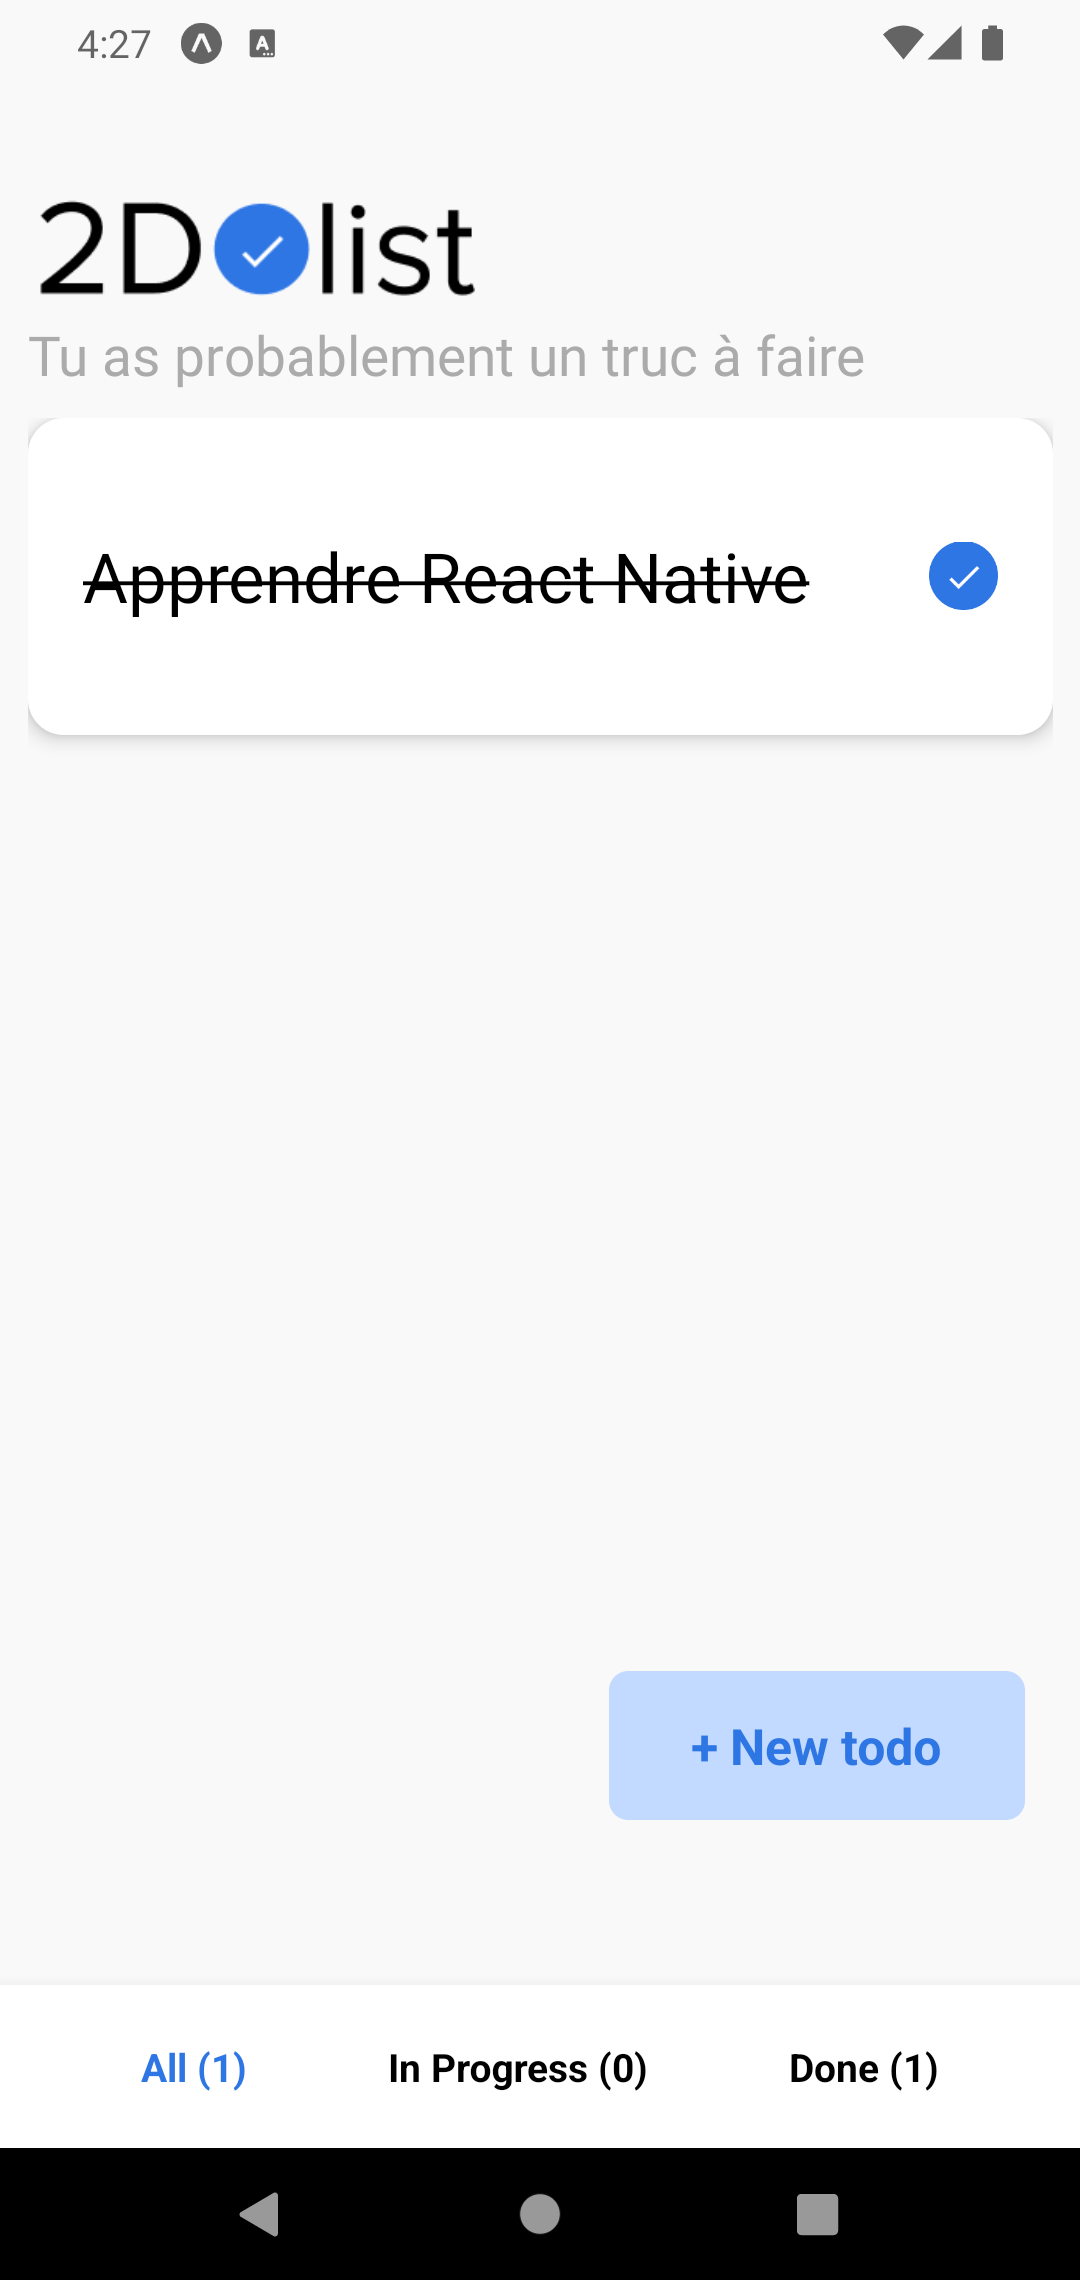 4:27
2D list
Tu as probablement un truc à faire
Apprendre React Native
+ New todo
All (1)
In Progress (0)
Done (1)